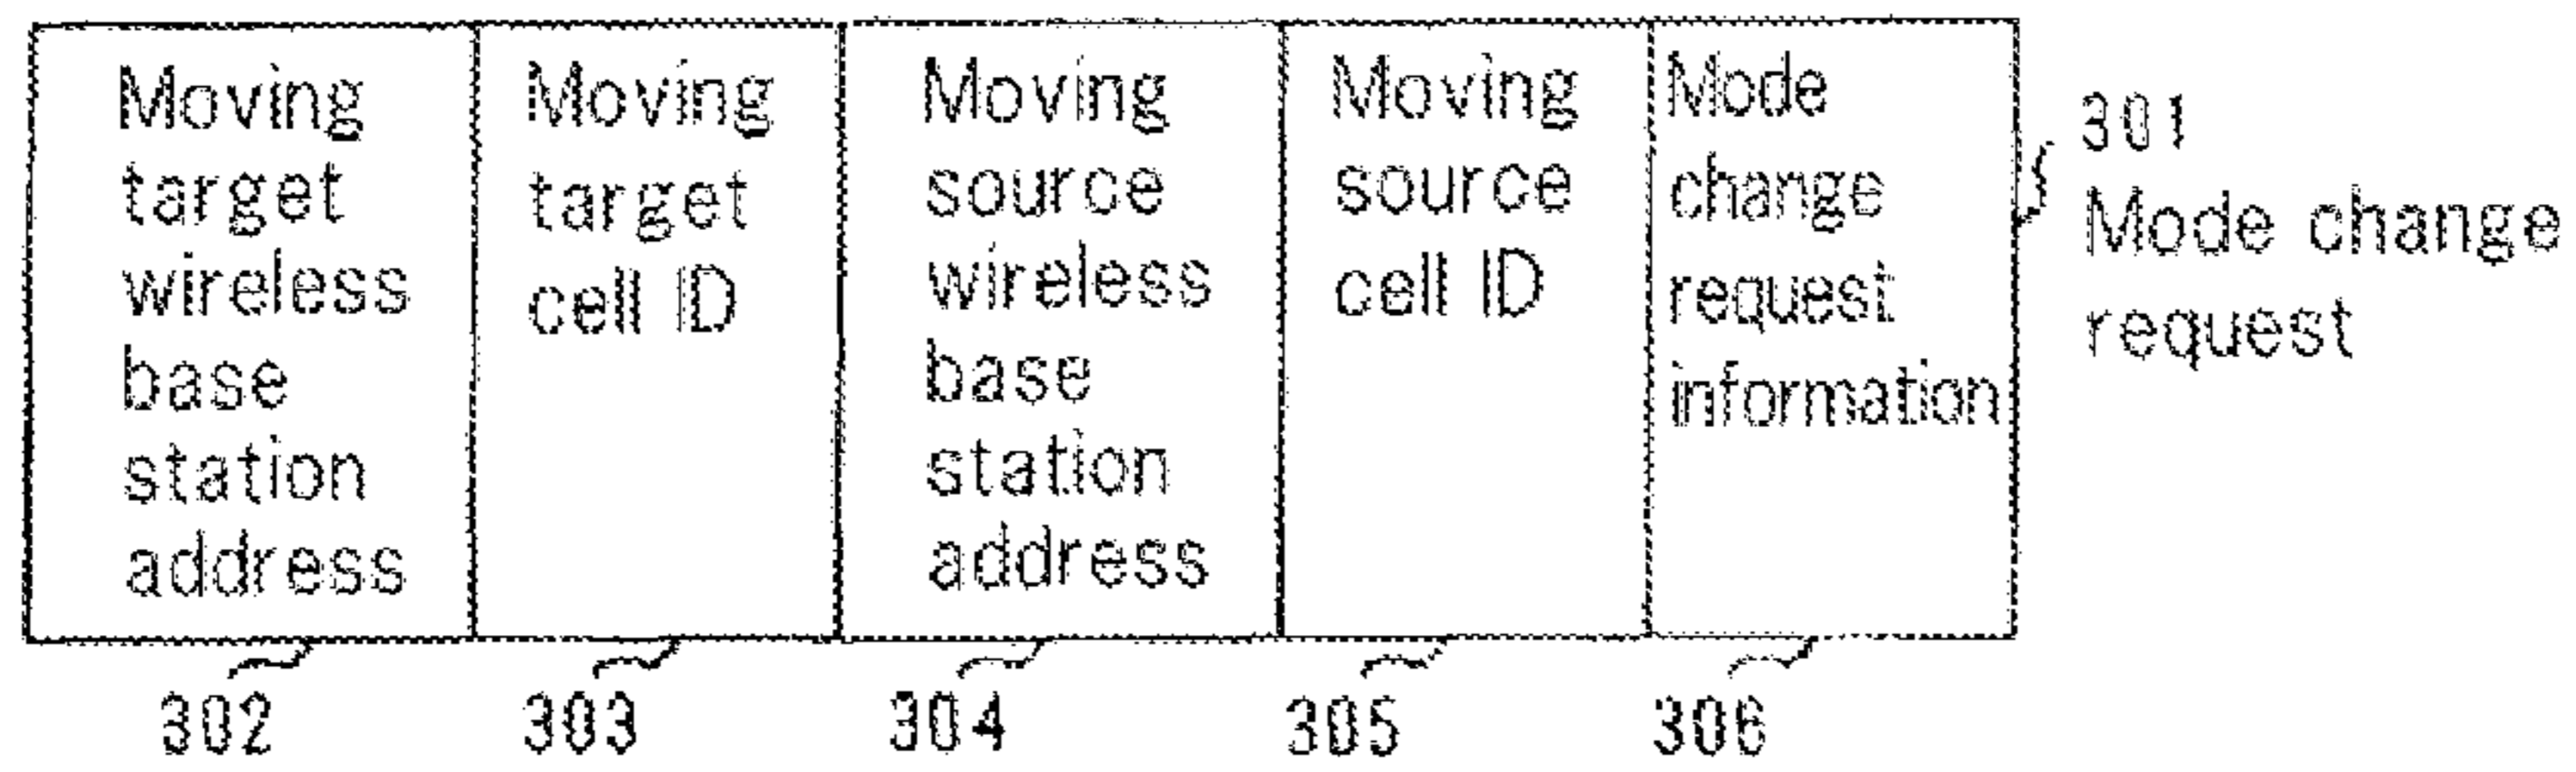 Moving
target
wireless
base
station
address
Moving
target
cell ID
Moving
source
wireless
base
station
address
Moving
source
cell ID
Mode
change
request
information
301
Mode change
request
302
303
304
305
306